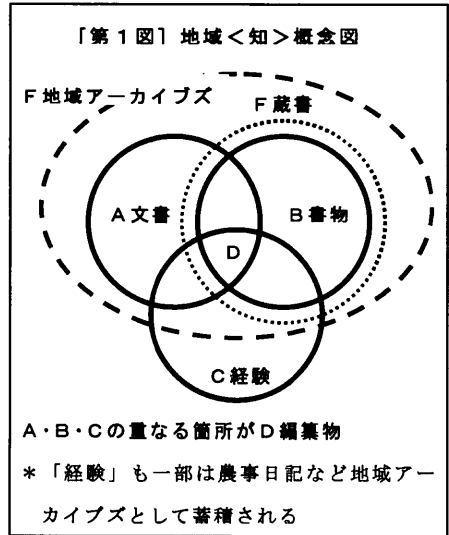 ［第１図］地域＜知＞概念図
Ｆ地域アーカイブズ
Ｆ蔵書
Ａ文書
Ｂ書物
Ｄ
Ｃ経験
Ａ・Ｂ・Ｃの重なる箇所がＤ編集物
＊「経験」も一部は農事日記など地域アー
カイブズとして蓄積される